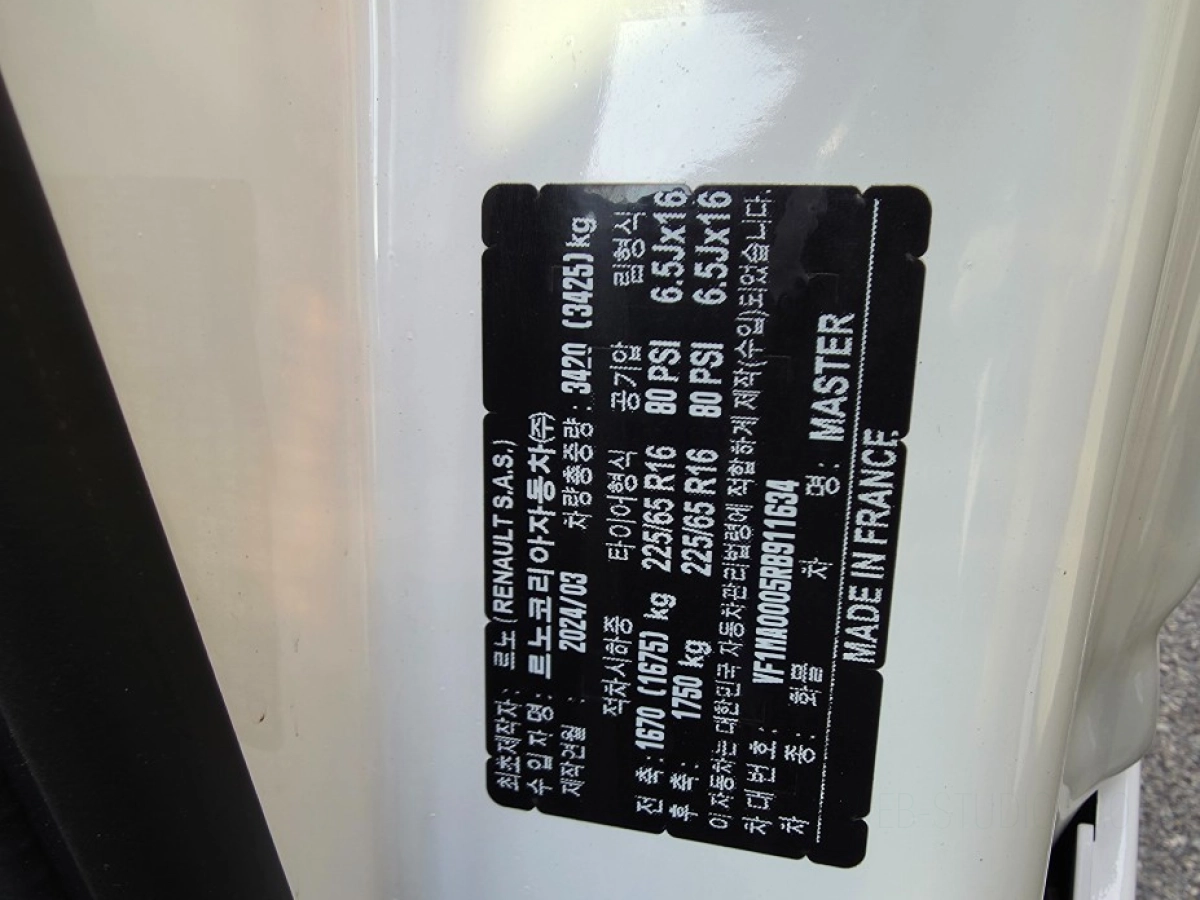 최초제작자 : 르노 (RENAULT S.A.S.)
수 입 자 명 : 르노코리아자동차(주)
제작연월 : 2024/03 차량총중량 : 3420 (3425) kg
적차시하중 타이어형식 공기압 림형식
전 축 : 1670 (1675) kg 225/65 R16 80 PSI 6.5Jx16
후 축 : 1750 kg 225/65 R16 80 PSI 6.5Jx16
이 자동차는 대한민국 자동차관리법령에 적합하게 제작(수입)되었습니다.
차 대 번 호 : VF1MA0005RB911634
차 종 : 화물 차 명 : MASTER
MADE IN FRANCE